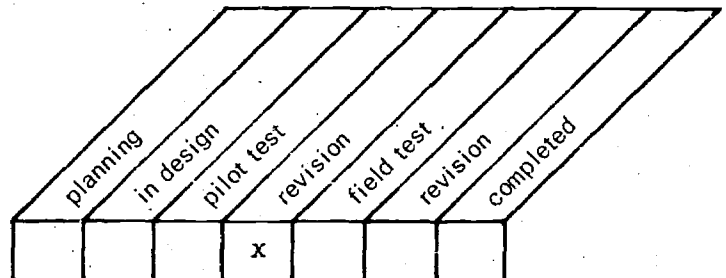 planning
in design
pilot test
revision
field test
revision
completed
x